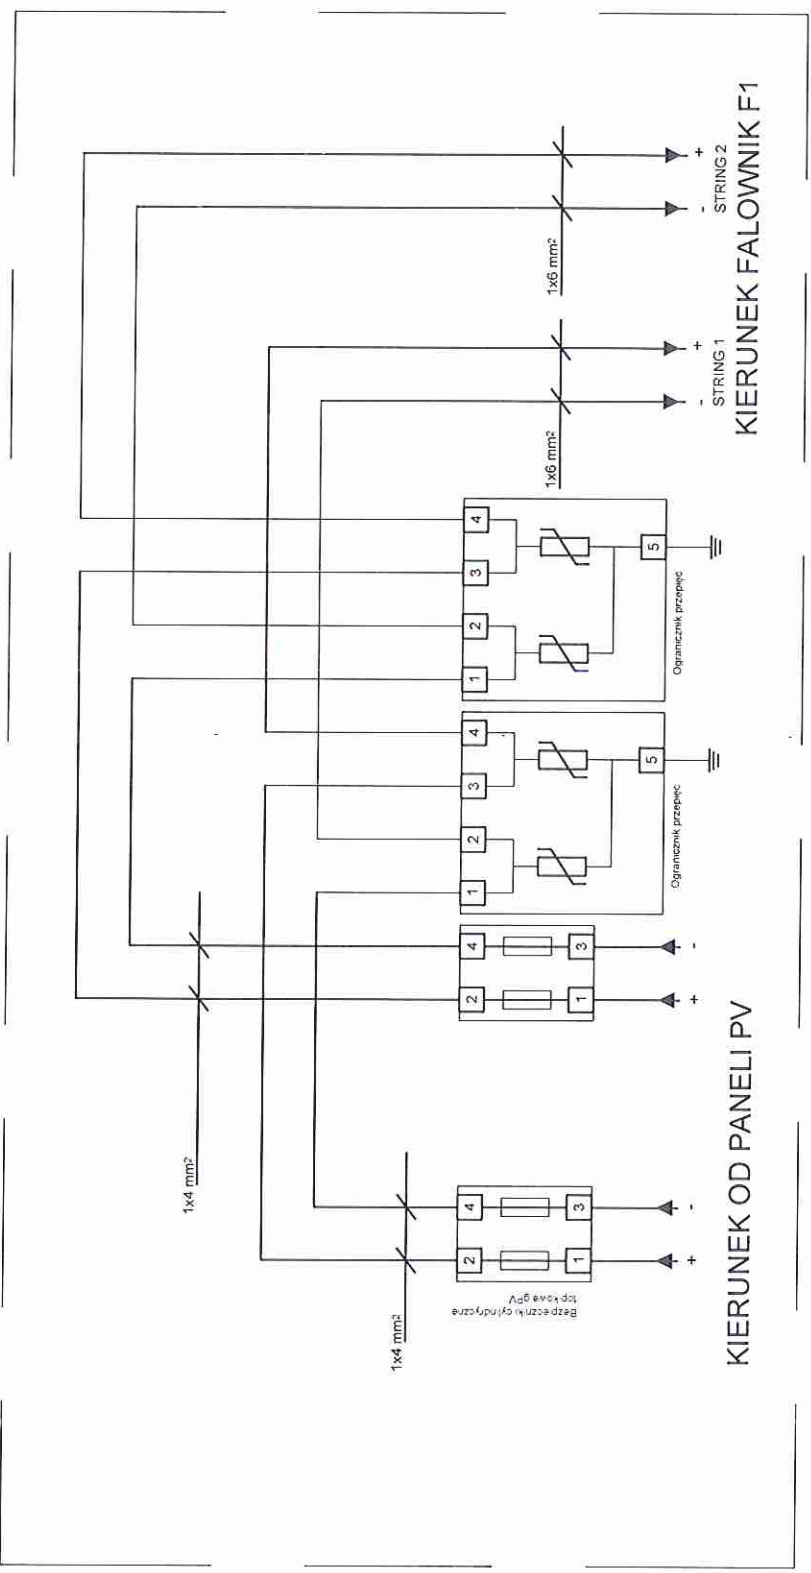 KIERUNEK OD PANELI PV
KIERUNEK FALOWNIK F1
Bezpieczniki cylindryczne
topikowe gPV
1x4 mm²
1x4 mm²
+
-
+
-
1
2
3
4
1
2
3
4
1
2
3
4
5
Ogranicznik przepięć
1
2
3
4
5
Ogranicznik przepięć
1x6 mm²
-
+
STRING 1
1x6 mm²
-
+
STRING 2